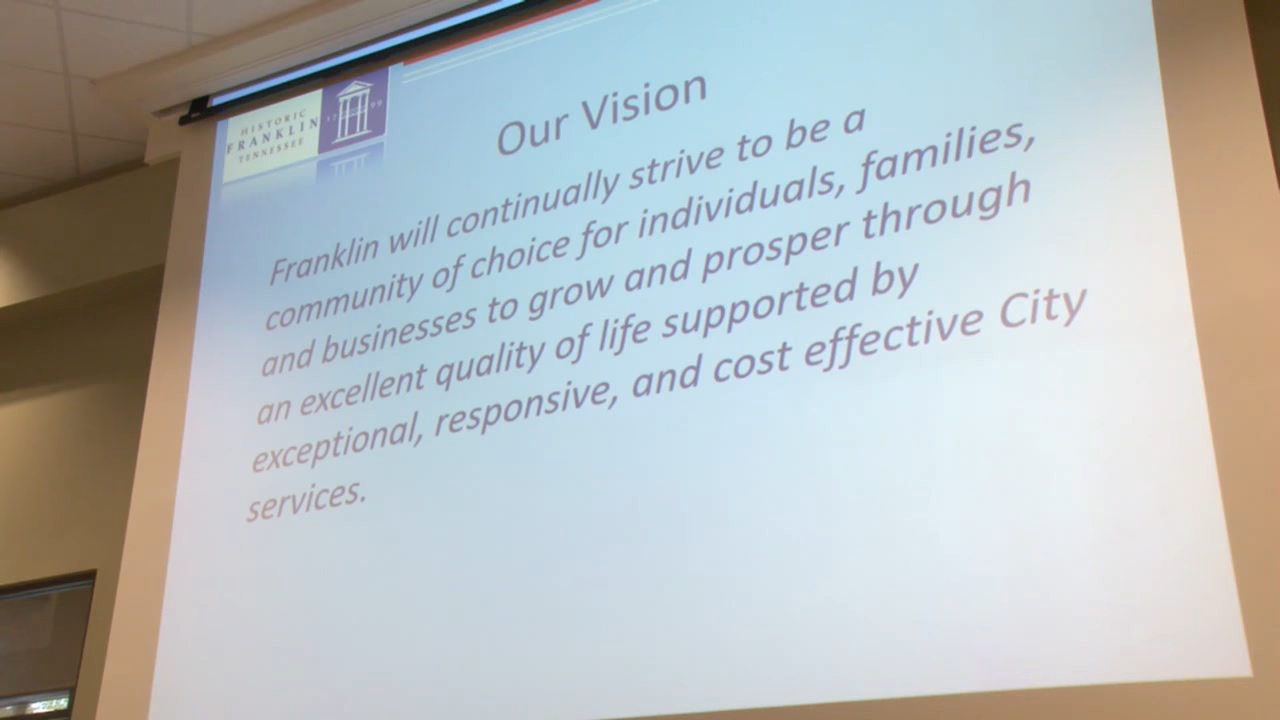 HISTORIC
FRANKLIN
TENNESSEE
Our Vision
Franklin will continually strive to be a
community of choice for individuals, families,
and businesses to grow and prosper through
an excellent quality of life supported by
exceptional, responsive, and cost effective City
services.